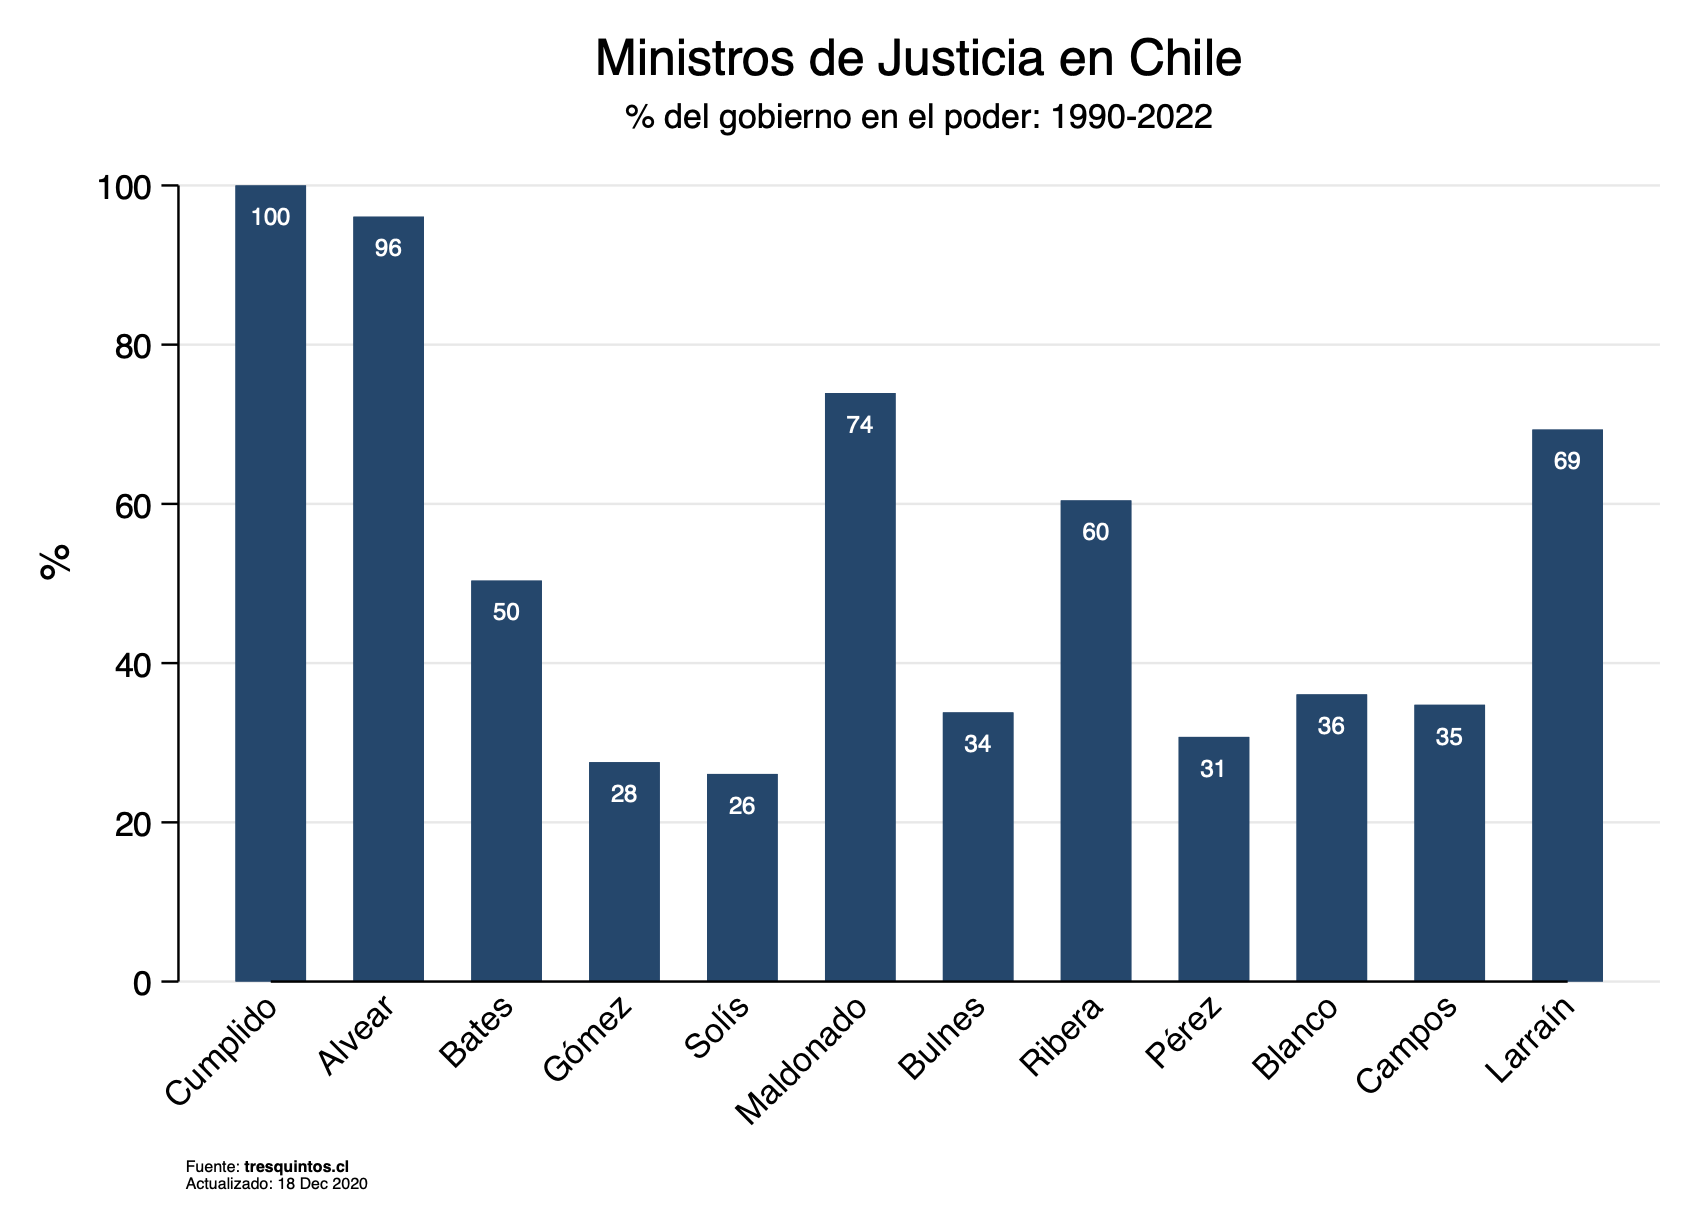 Ministros de Justicia en Chile
% del gobierno en el poder: 1990-2022
%
100
80
60
40
20
0
100
96
50
28
26
74
34
60
31
36
35
69
Cumplido
Alvear
Bates
Gómez
Solís
Maldonado
Bulnes
Ribera
Pérez
Blanco
Campos
Larraín
Fuente: tresquintos.cl
Actualizado: 18 Dec 2020